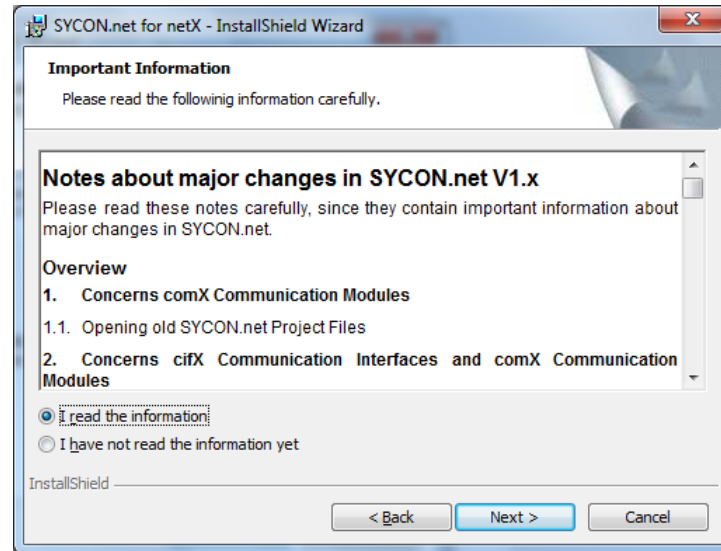 SYCON.net for netX - InstallShield Wizard
Important Information
Please read the followinig information carefully.
Notes about major changes in SYCON.net V1.x
Please read these notes carefully, since they contain important information about
major changes in SYCON.net.
Overview
1. Concerns comX Communication Modules
1.1. Opening old SYCON.net Project Files
2. Concerns cifX Communication Interfaces and comX Communication
Modules
I read the information
I have not read the information yet
InstallShield
< Back Next > Cancel